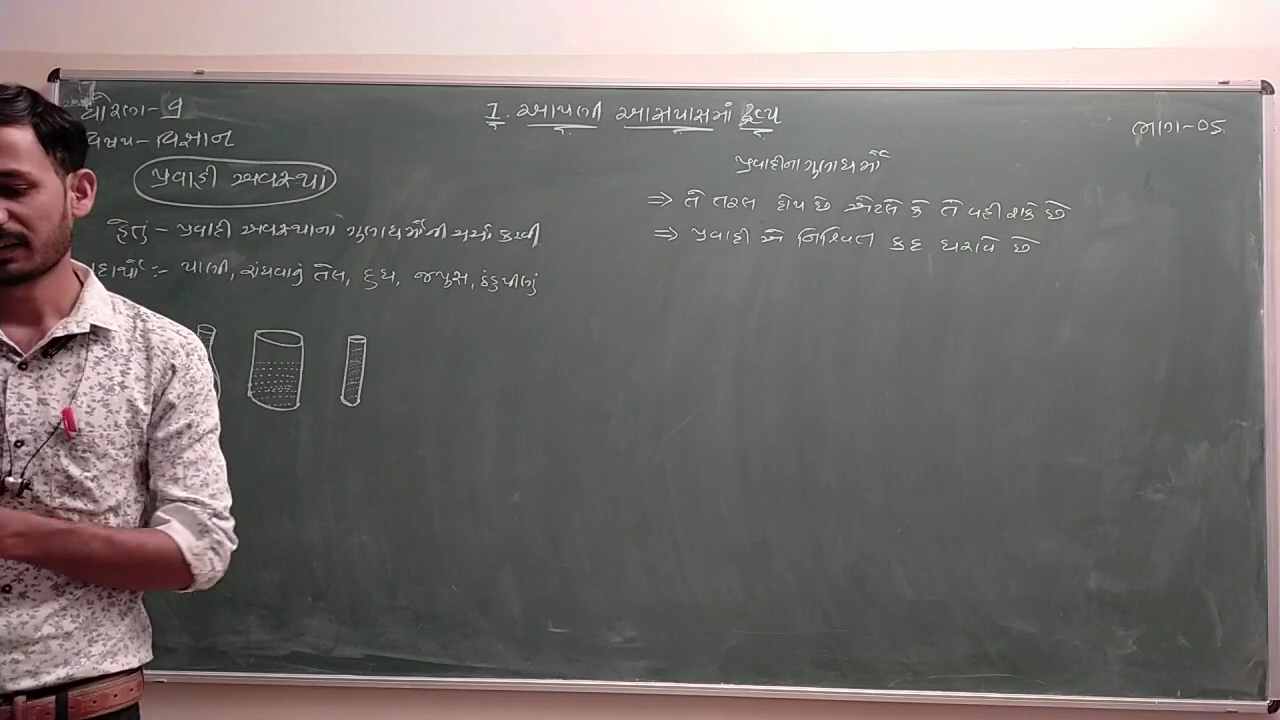 ધોરણ- 9
વિષય- વિજ્ઞાન
1. આપણી આસપાસમાં દ્રવ્ય
ભાગ-05
પ્રવાહી અવસ્થા
હેતું - પ્રવાહી અવસ્થાના ગુણધર્મોની ચર્ચા કરવી
પદાર્થો :- પાણી, રાંધવાનું તેલ, દુધ, જ્યુસ, ઠંડુપીણું
પ્રવાહીના ગુણધર્મો
⇒ તે તરલ હોય છે એટલે કે તે વહી શકે છે
⇒ પ્રવાહી એ નિશ્ચિત કદ ધરાવે છે